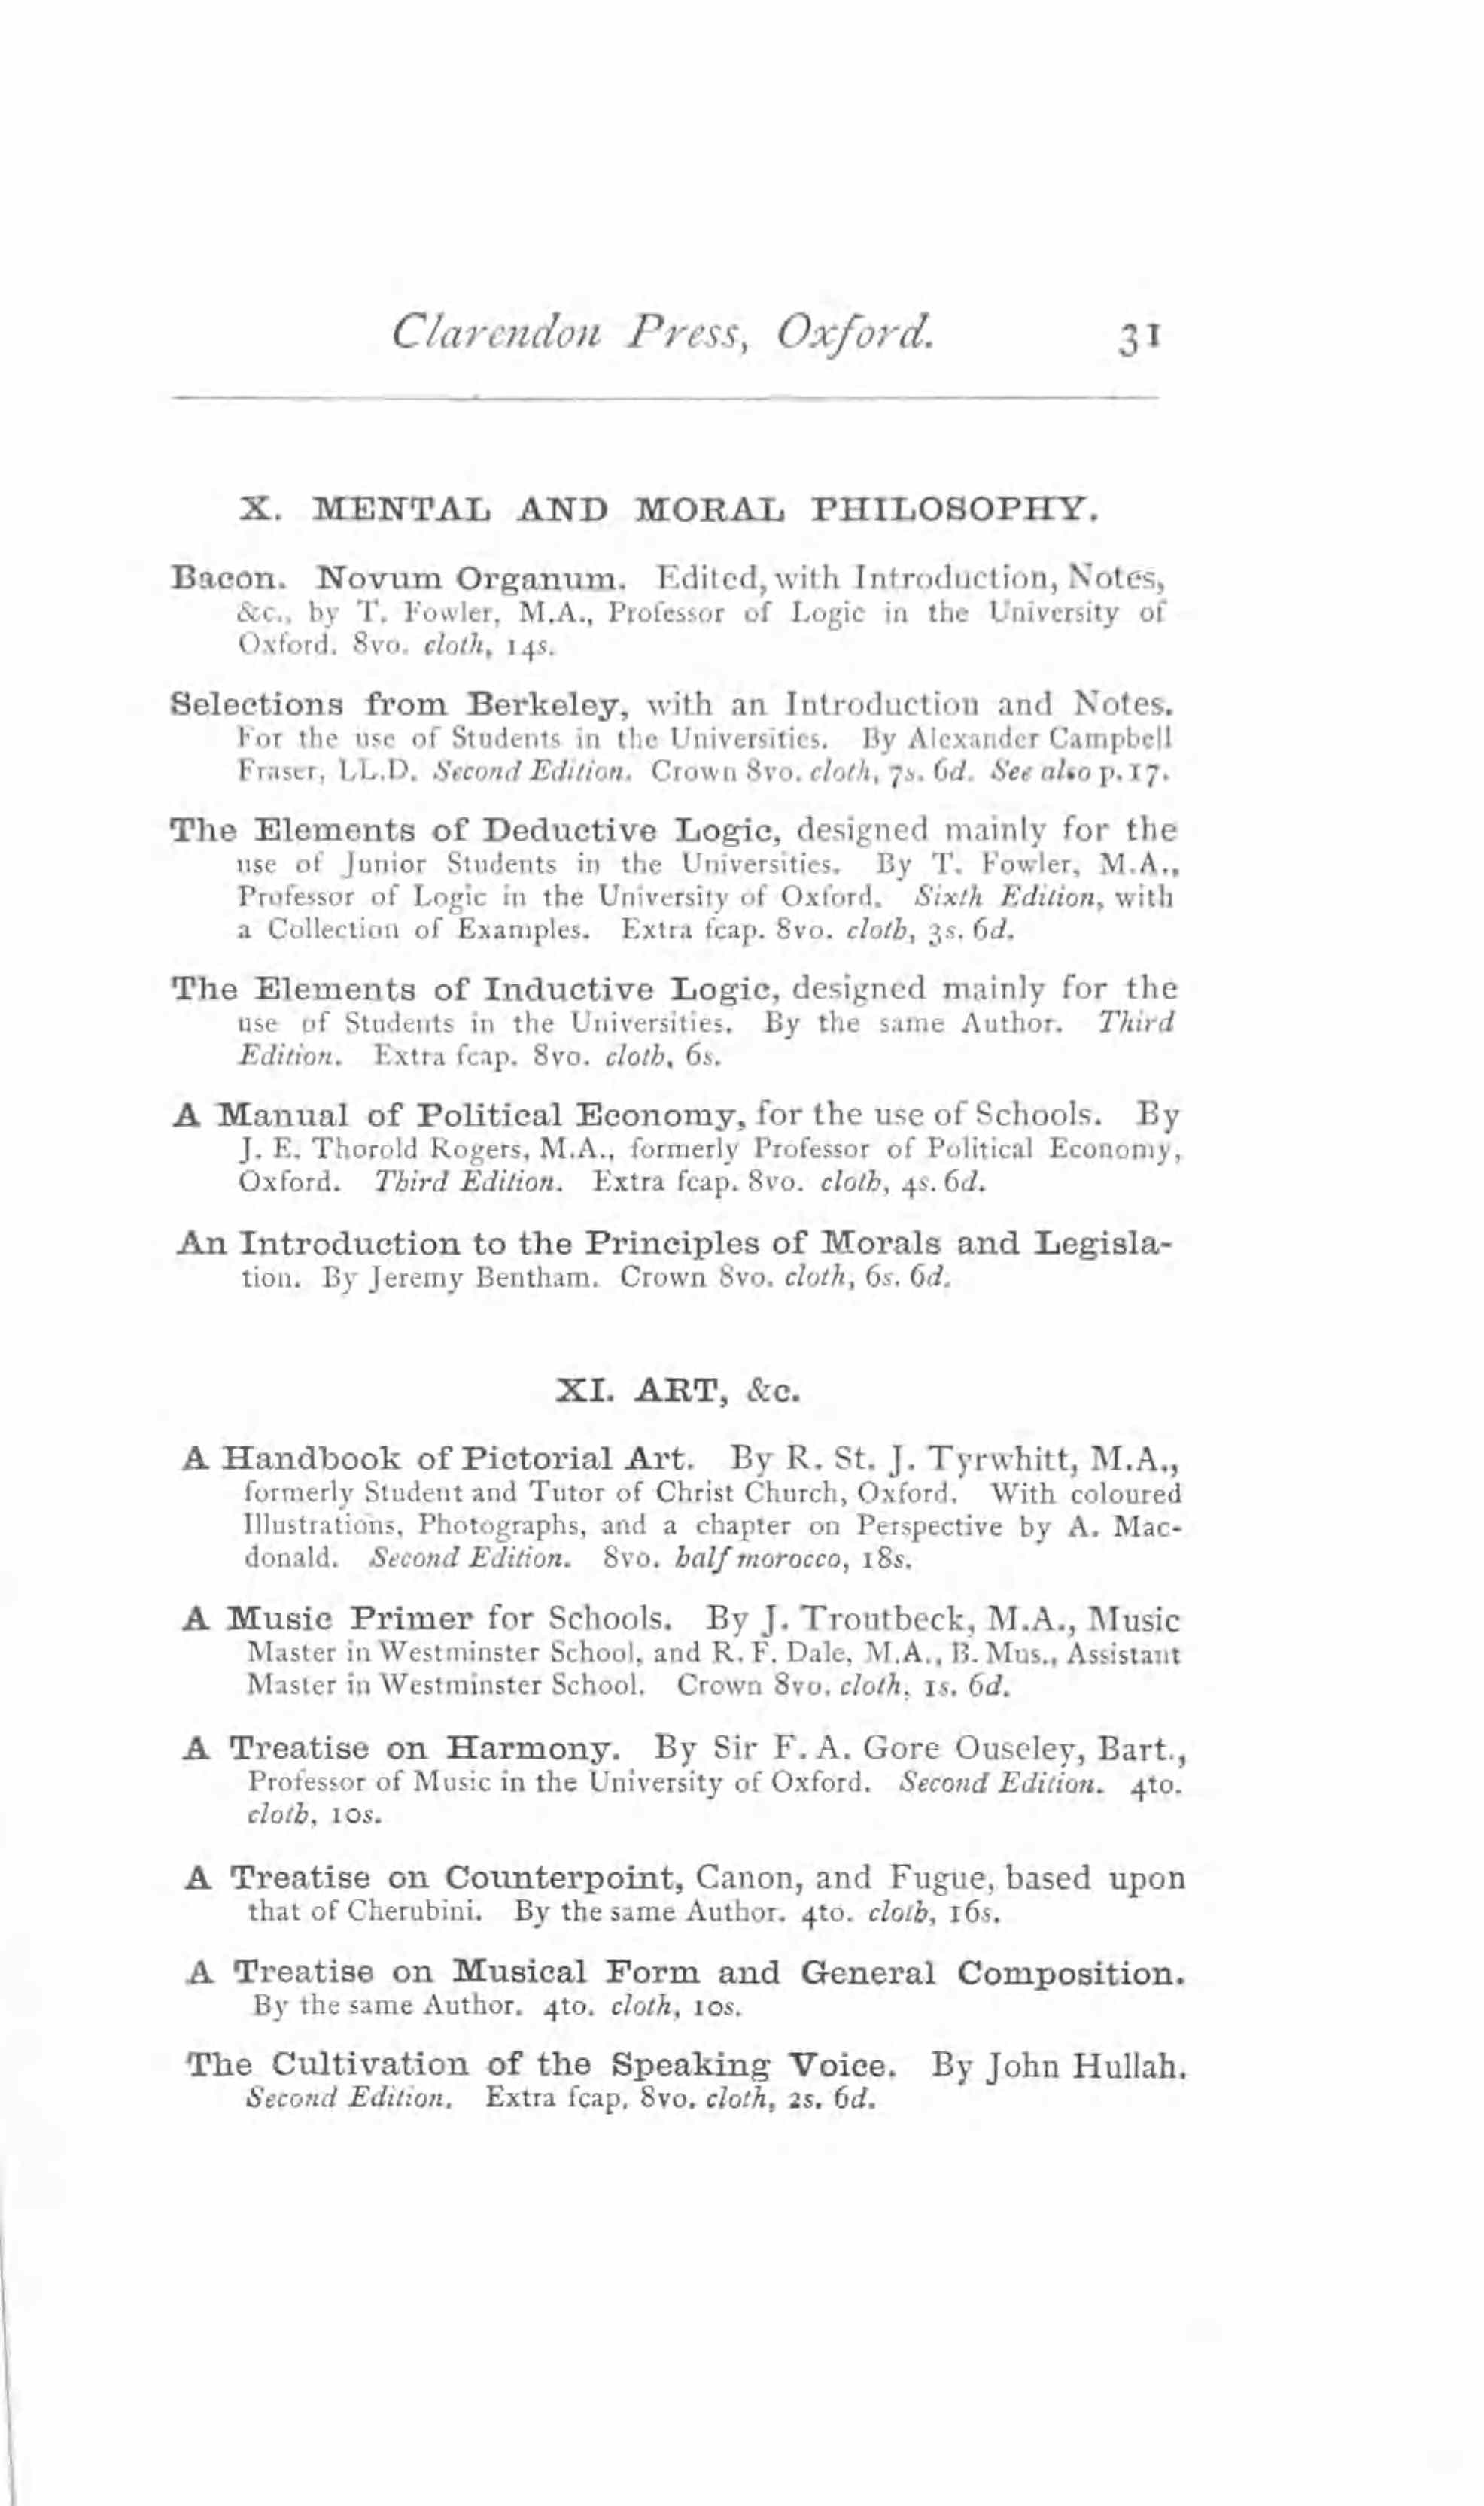 Clarendon Press, Oxford. 31
X. MENTAL AND MORAL PHILOSOPHY.
Bacon. Novum Organum. Edited, with Introduction, Notes,
&c., by T. Fowler, M.A., Professor of Logic in the University of
Oxford. 8vo. cloth, 14s.
Selections from Berkeley, with an Introduction and Notes.
For the use of Students in the Universities. By Alexander Campbell
Fraser, LL.D. Second Edition. Crown 8vo. cloth, 7s. 6d. See also p. 17.
The Elements of Deductive Logic, designed mainly for the
use of Junior Students in the Universities. By T. Fowler, M.A.,
Professor of Logic in the University of Oxford. Sixth Edition, with
a Collection of Examples. Extra fcap. 8vo. cloth, 3s. 6d.
The Elements of Inductive Logic, designed mainly for the
use of Students in the Universities. By the same Author. Third
Edition. Extra fcap. 8vo. cloth, 6s.
A Manual of Political Economy, for the use of Schools. By
J. E. Thorold Rogers, M.A., formerly Professor of Political Economy,
Oxford. Third Edition. Extra fcap. 8vo. cloth, 4s. 6d.
An Introduction to the Principles of Morals and Legisla-
tion. By Jeremy Bentham. Crown 8vo. cloth, 6s. 6d.
XI. ART, &c.
A Handbook of Pictorial Art. By R. St. J. Tyrwhitt, M.A.,
formerly Student and Tutor of Christ Church, Oxford. With coloured
Illustrations, Photographs, and a chapter on Perspective by A. Mac-
donald. Second Edition. 8vo. half morocco, 18s.
A Music Primer for Schools. By J. Troutbeck, M.A., Music
Master in Westminster School, and R. F. Dale, M.A., B. Mus., Assistant
Master in Westminster School. Crown 8vo. cloth, 1s. 6d.
A Treatise on Harmony. By Sir F. A. Gore Ouseley, Bart.,
Professor of Music in the University of Oxford. Second Edition. 4to.
cloth, 10s.
A Treatise on Counterpoint, Canon, and Fugue, based upon
that of Cherubini. By the same Author. 4to. cloth, 16s.
A Treatise on Musical Form and General Composition.
By the same Author. 4to. cloth, 10s.
The Cultivation of the Speaking Voice. By John Hullah.
Second Edition. Extra fcap. 8vo. cloth, 2s. 6d.